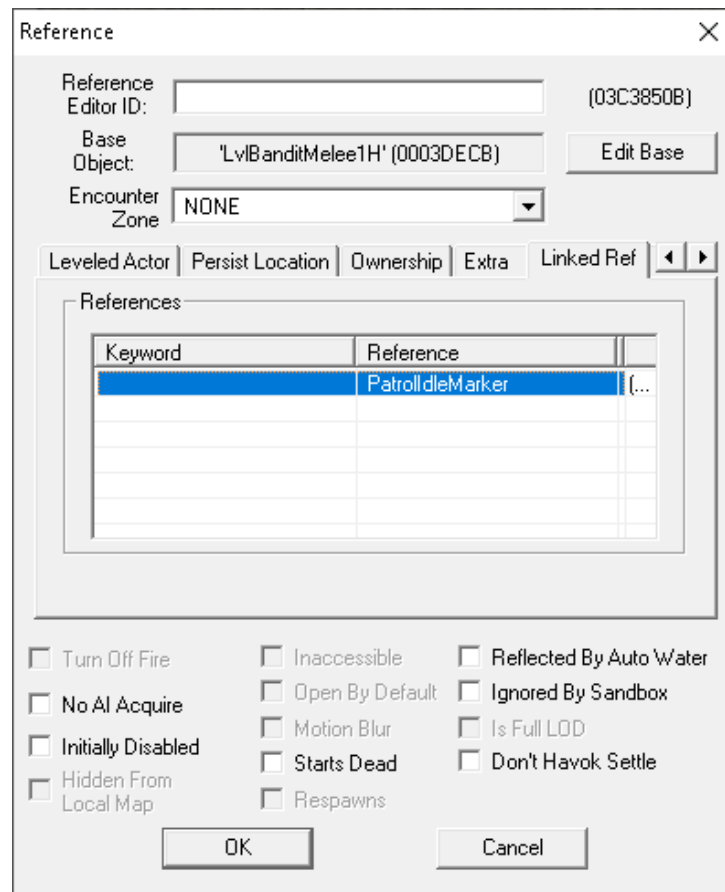 Reference
Reference
Editor ID:
(03C3850B)
Base
Object:
'LvlBanditMelee1H' (0003DECB)
Edit Base
Encounter
Zone
NONE
Leveled Actor
Persist Location
Ownership
Extra
Linked Ref
References
Keyword
Reference
PatrolIdleMarker
(...
Turn Off Fire
Inaccessible
Reflected By Auto Water
No AI Acquire
Open By Default
Ignored By Sandbox
Initially Disabled
Motion Blur
Is Full LOD
Hidden From
Local Map
Starts Dead
Don't Havok Settle
Respawns
OK
Cancel